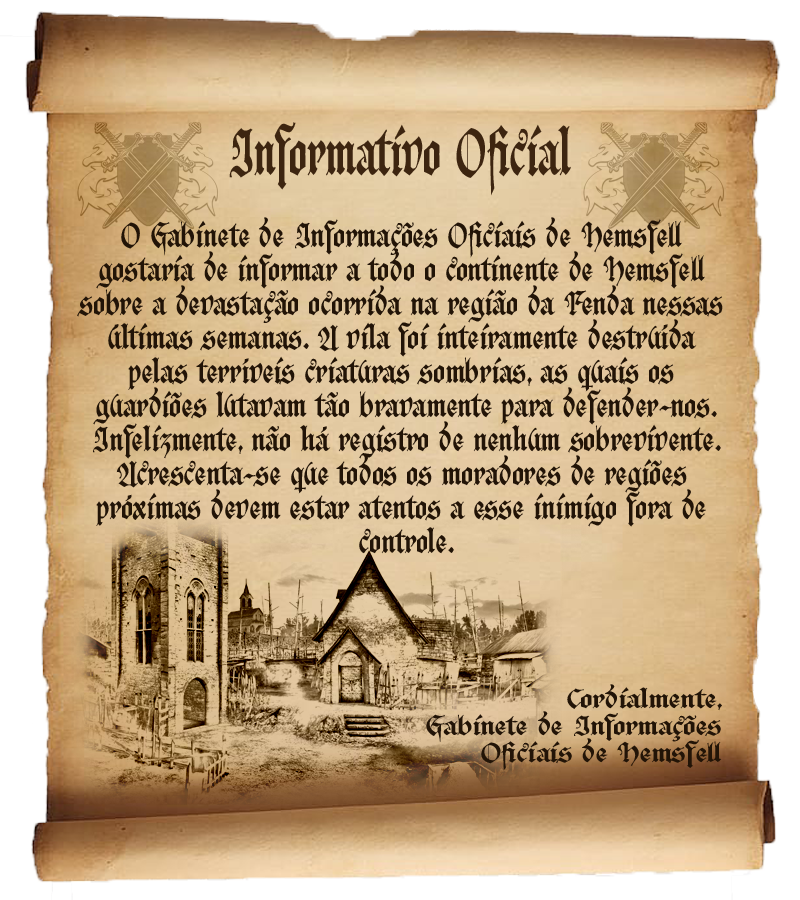 Informativo Oficial
O Gabinete de Informações Oficiais de Hemsfell
gostaria de informar a todo o continente de Hemsfell
sobre a devastação ocorrida na região da Fenda nessas
últimas semanas. A vila foi inteiramente destruída
pelas terríveis criaturas sombrias, as quais os
guardiões lutavam tão bravamente para defender-nos.
Infelizmente, não há registro de nenhum sobrevivente.
Acrescenta-se que todos os moradores de regiões
próximas devem estar atentos a esse inimigo fora de
controle.
Cordialmente,
Gabinete de Informações
Oficiais de Hemsfell